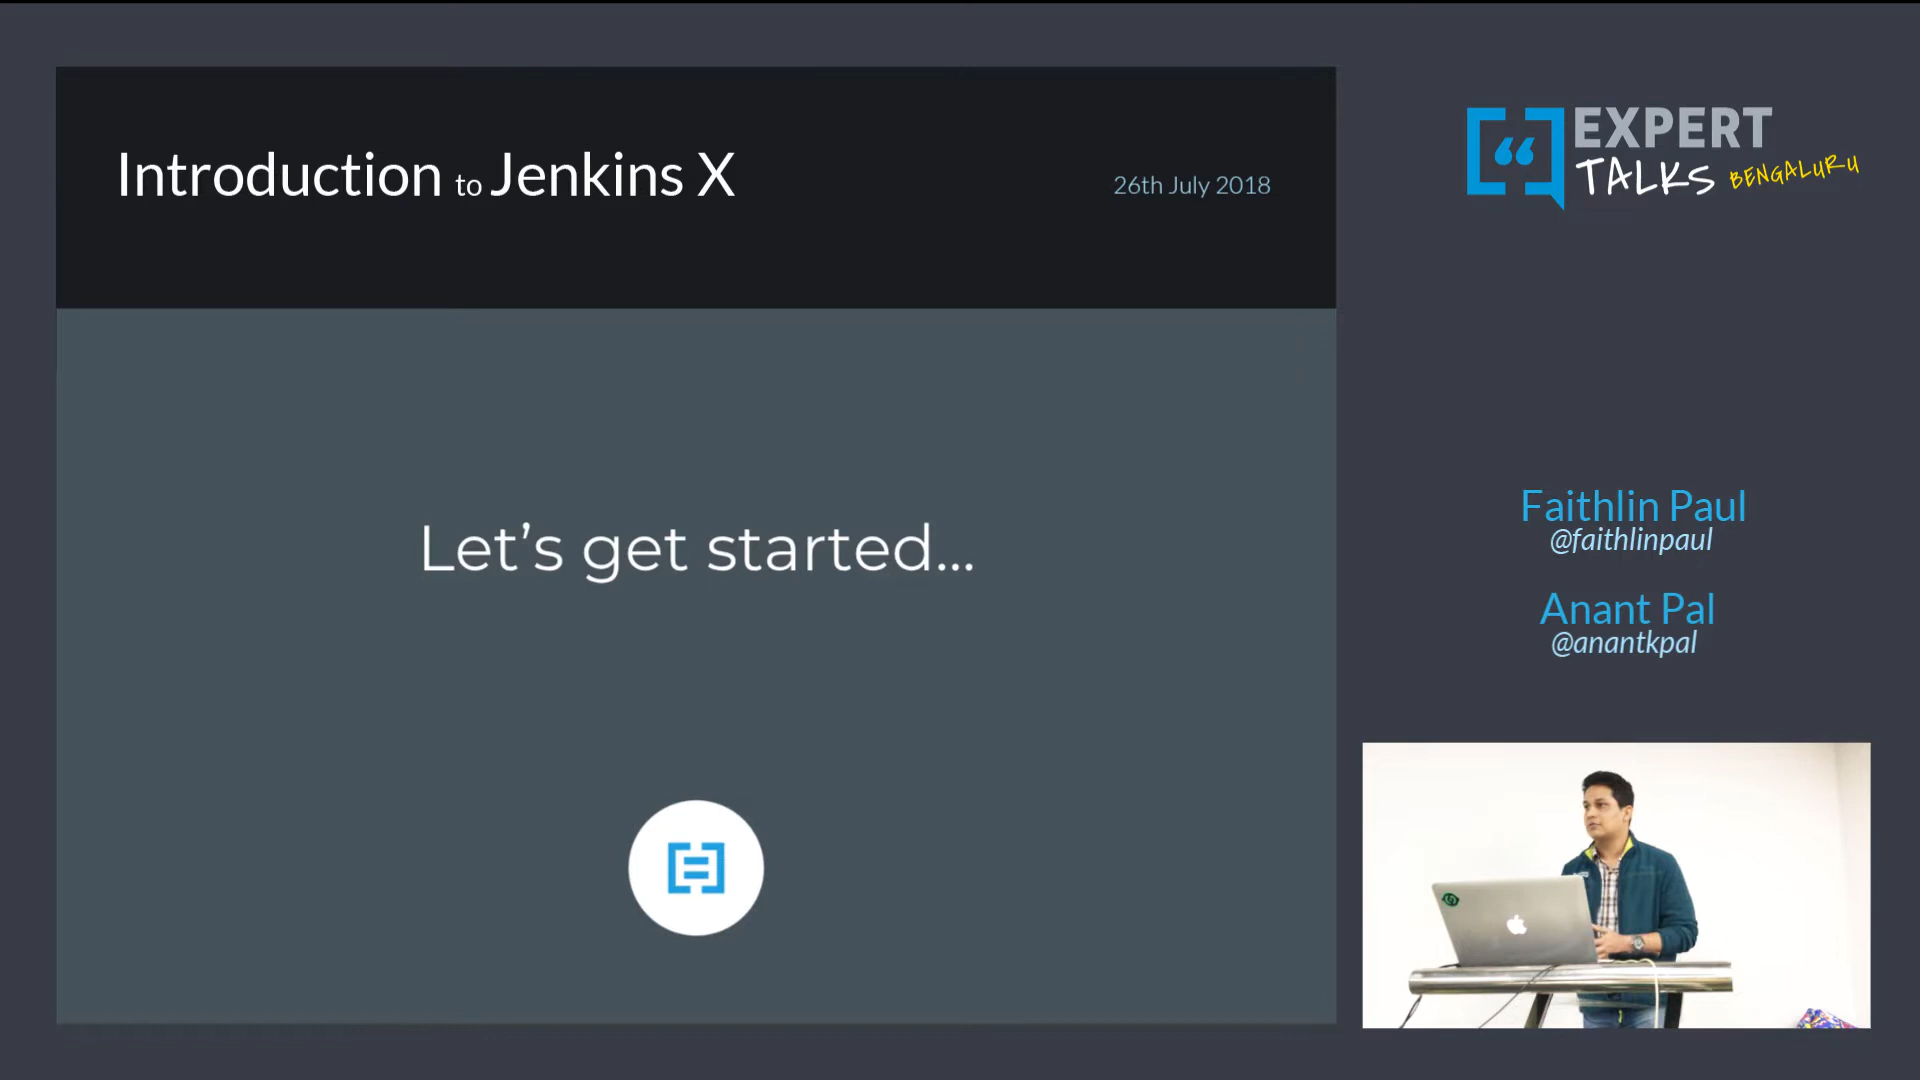 Introduction to Jenkins X
26th July 2018
Let's get started...
EXPERT
TALKS BENGALURU
Faithlin Paul
@faithlinpaul
Anant Pal
@anantkpal